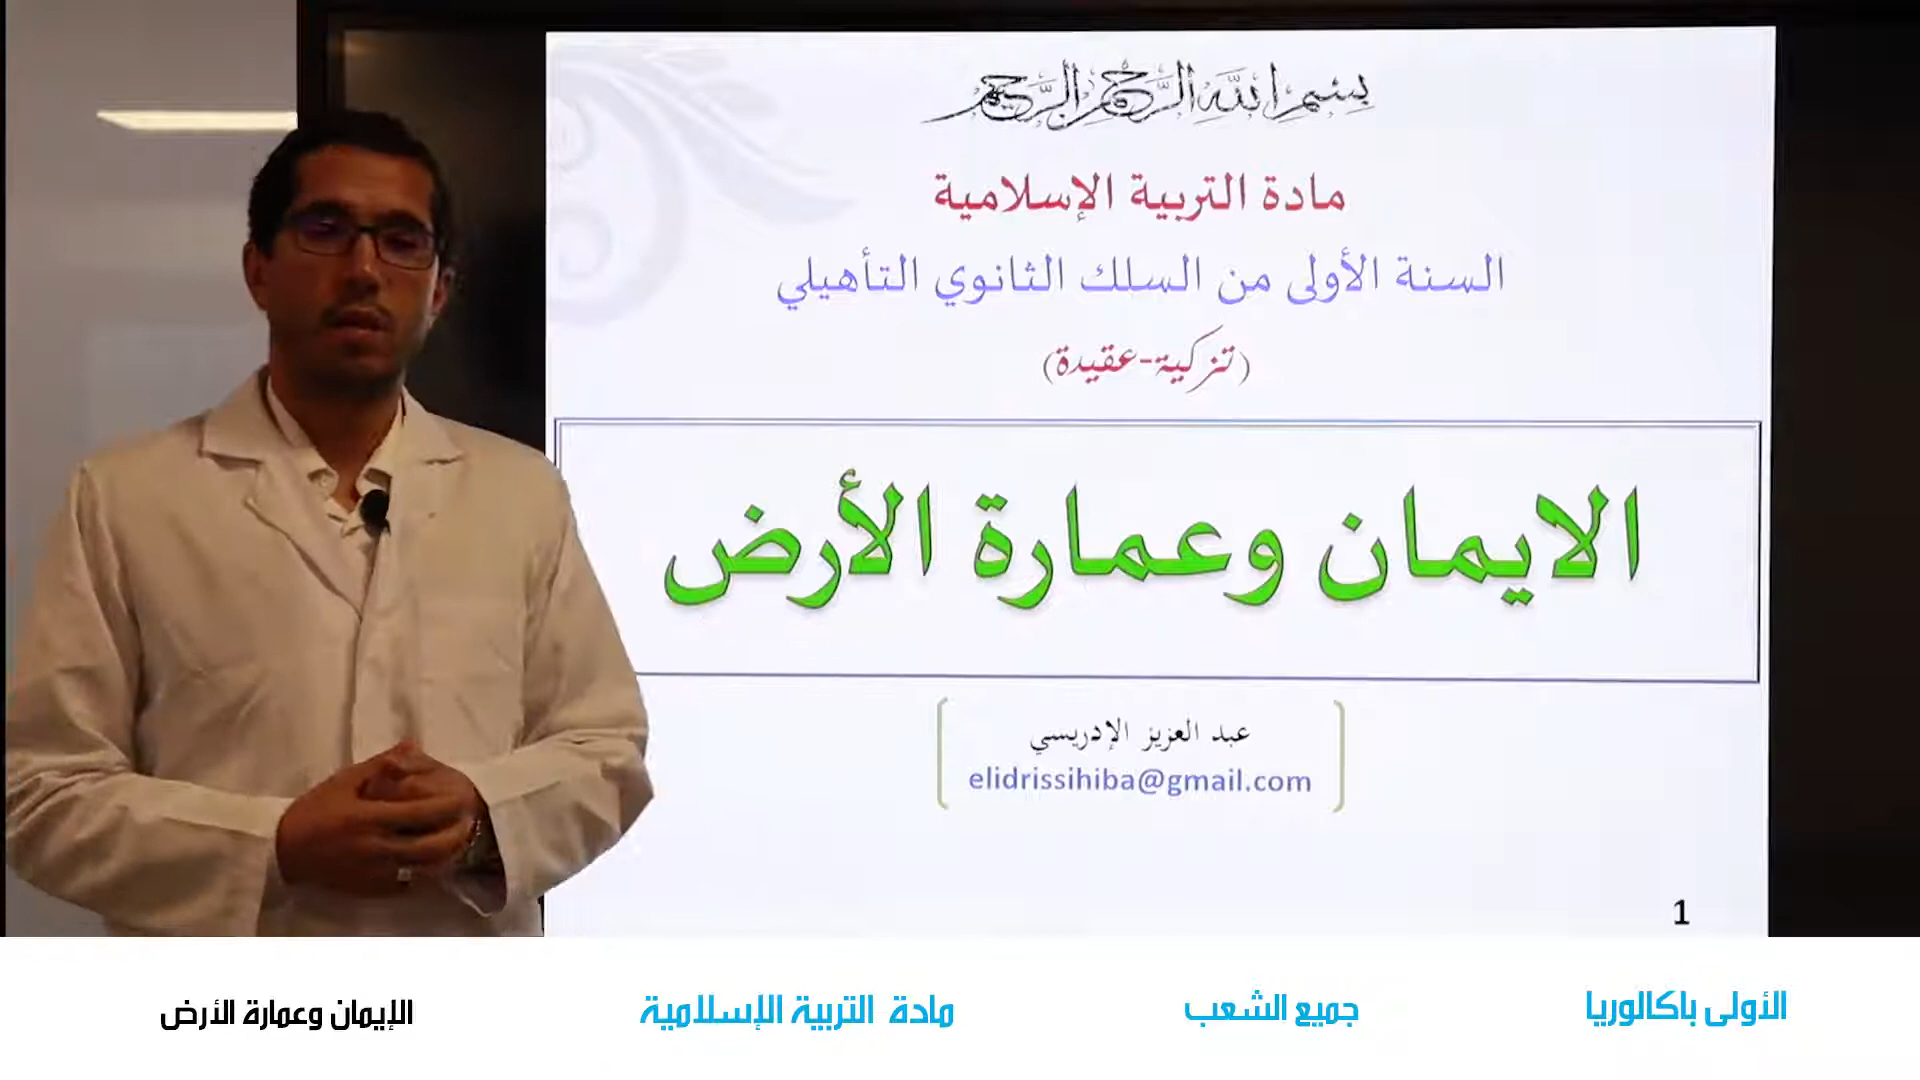 بسم الله الرحمن الرحيم
مادة التربية الإسلامية
السنة الأولى من السلك الثانوي التأهيلي
(تزكية-عقيدة)
الايمان وعمارة الأرض
عبد العزيز الإدريسي
elidrissihiba@gmail.com
1
الأولى باكالوريا
جميع الشعب
مادة التربية الإسلامية
الإيمان وعمارة الأرض